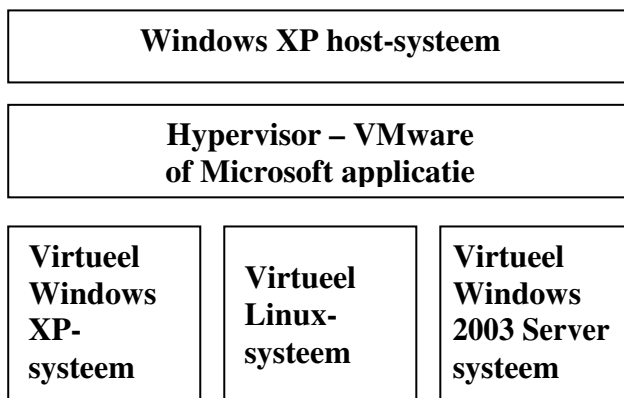 Windows XP host-systeem
Hypervisor – VMware
of Microsoft applicatie
Virtueel
Windows
XP-
systeem
Virtueel
Linux-
systeem
Virtueel
Windows
2003 Server
systeem